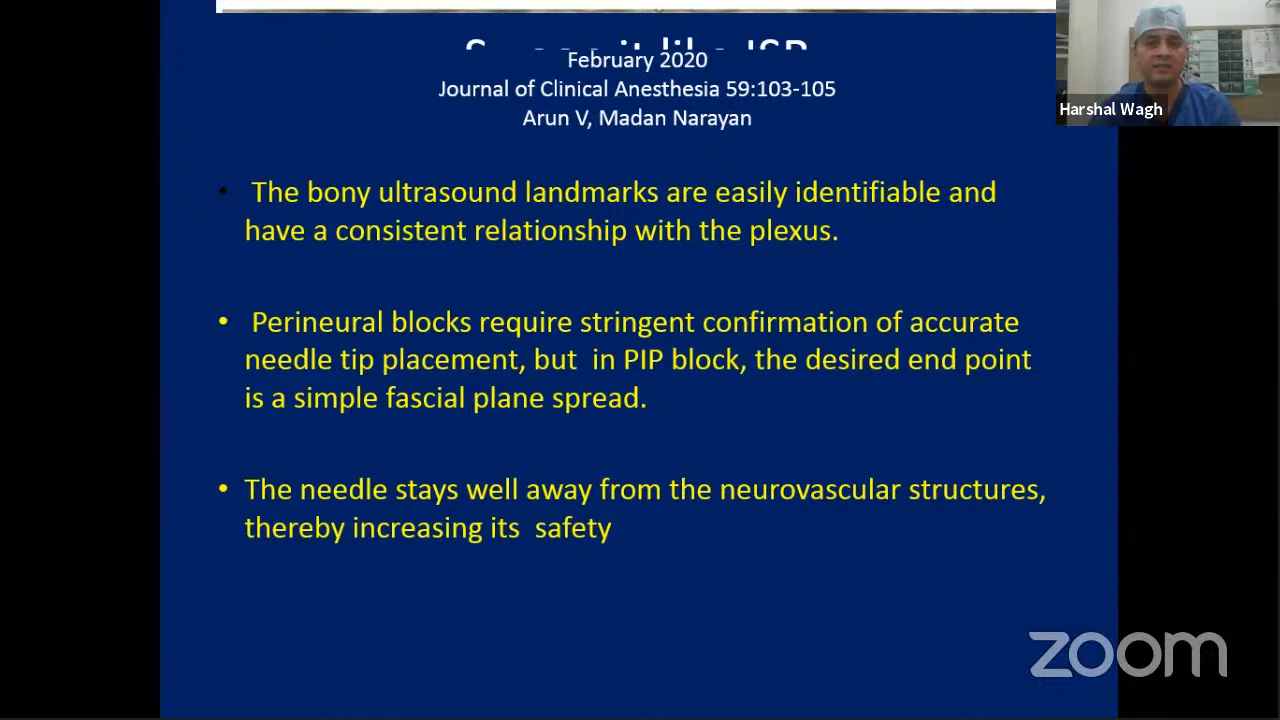 February 2020
Journal of Clinical Anesthesia 59:103-105
Arun V, Madan Narayan
Harshal Wagh
• The bony ultrasound landmarks are easily identifiable and
have a consistent relationship with the plexus.
• Perineural blocks require stringent confirmation of accurate
needle tip placement, but in PIP block, the desired end point
is a simple fascial plane spread.
• The needle stays well away from the neurovascular structures,
thereby increasing its safety
zoom